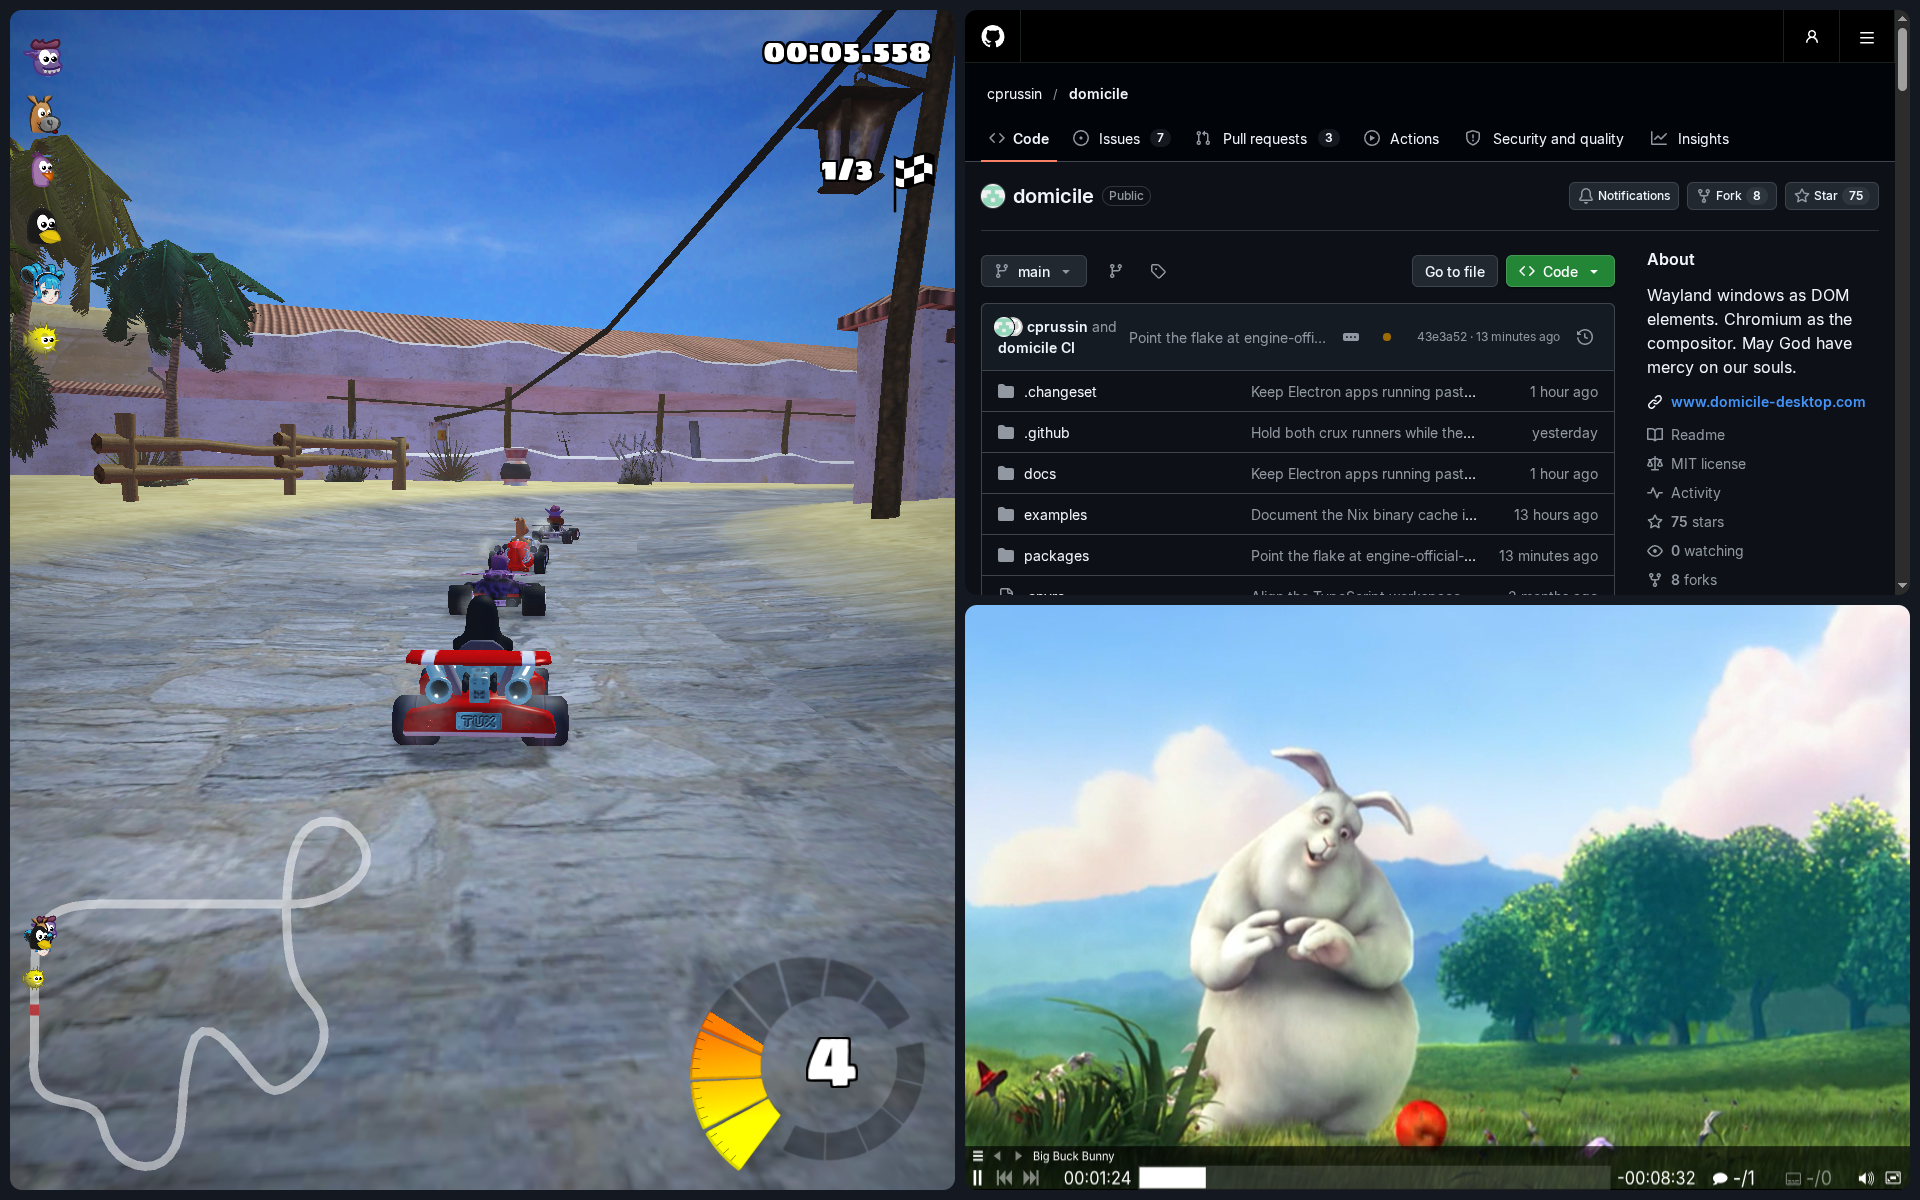 00:05.558
1/3
TUX
4
cprussin / domicile
Code
Issues 7
Pull requests 3
Actions
Security and quality
Insights
domicile Public
Notifications
Fork 8
Star 75
main
Go to file
Code
cprussin and
domicile CI
Point the flake at engine-offi...
43e3a52 · 13 minutes ago
.changeset Keep Electron apps running past... 1 hour ago
.github Hold both crux runners while the... yesterday
docs Keep Electron apps running past... 1 hour ago
examples Document the Nix binary cache i... 13 hours ago
packages Point the flake at engine-official-... 13 minutes ago
About
Wayland windows as DOM
elements. Chromium as the
compositor. May God have
mercy on our souls.
www.domicile-desktop.com
Readme
MIT license
Activity
75 stars
0 watching
8 forks
Big Buck Bunny
00:01:24
-00:08:32
-/1
-/0